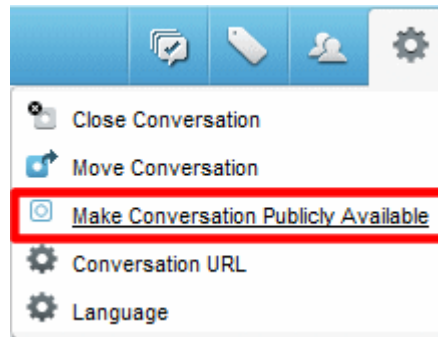 Close Conversation
Move Conversation
Make Conversation Publicly Available
Conversation URL
Language